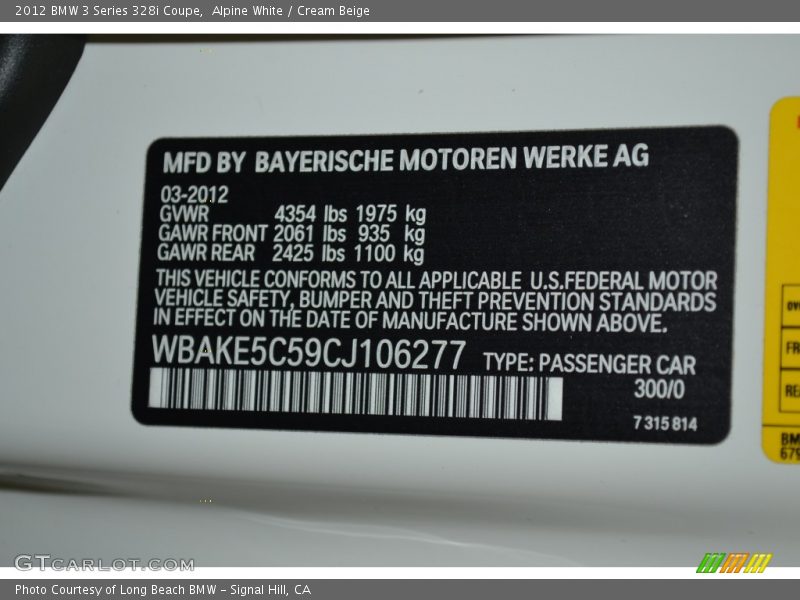 2012 BMW 3 Series 328i Coupe,  Alpine White / Cream Beige
MFD BY BAYERISCHE MOTOREN WERKE AG
03-2012
GVWR 4354 lbs 1975 kg
GAWR FRONT 2061 lbs 935 kg
GAWR REAR 2425 lbs 1100 kg
THIS VEHICLE CONFORMS TO ALL APPLICABLE U.S.FEDERAL MOTOR
VEHICLE SAFETY, BUMPER AND THEFT PREVENTION STANDARDS
IN EFFECT ON THE DATE OF MANUFACTURE SHOWN ABOVE.
WBAKE5C59CJ106277 TYPE: PASSENGER CAR
300/0
7 315 814
BM
679
GTCARLOT.COM
Photo Courtesy of Long Beach BMW – Signal Hill, CA